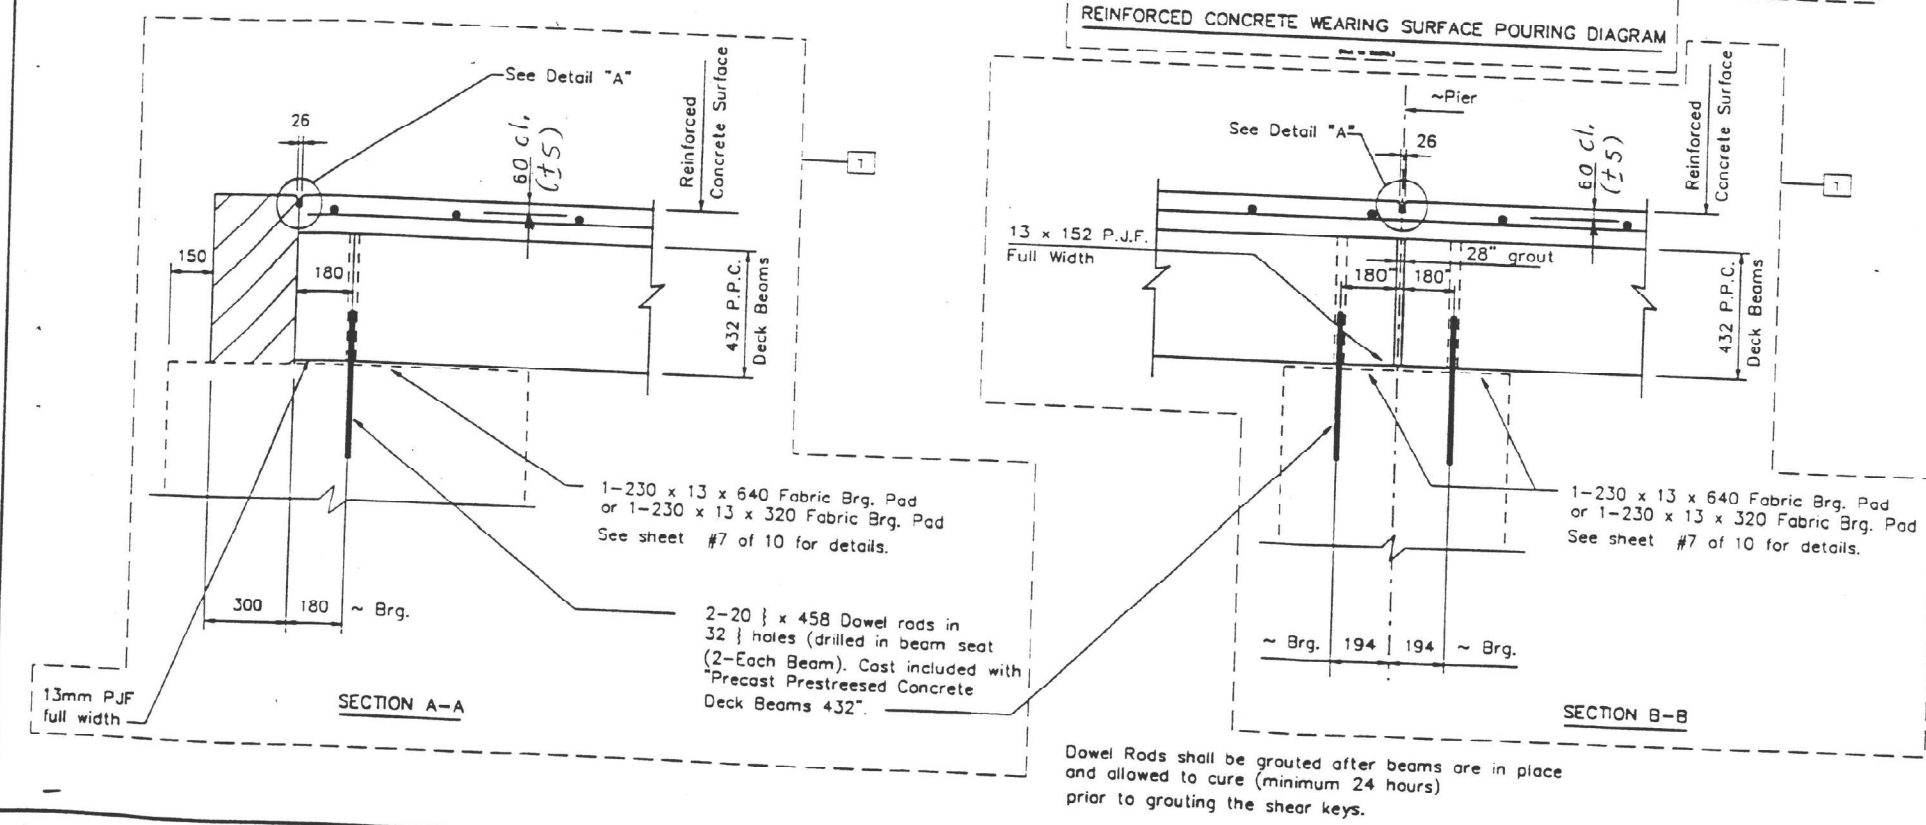 REINFORCED CONCRETE WEARING SURFACE POURING DIAGRAM
See Detail "A"
26
60 cl.
(±5)
Reinforced
Concrete Surface
1
150
180
432 P.P.C.
Deck Beams
1-230 x 13 x 640 Fabric Brg. Pad
or 1-230 x 13 x 320 Fabric Brg. Pad
See sheet #7 of 10 for details.
300
180
~ Brg.
2-20 } x 458 Dowel rods in
32 } holes (drilled in beam seat
(2-Each Beam). Cost included with
"Precast Prestreesed Concrete
Deck Beams 432".
13mm PJF
full width
SECTION A-A
~Pier
See Detail "A"
26
60 cl.
(±5)
Reinforced
Concrete Surface
1
13 x 152 P.J.F.
Full Width
28" grout
180"
180"
432 P.P.C.
Deck Beams
1-230 x 13 x 640 Fabric Brg. Pad
or 1-230 x 13 x 320 Fabric Brg. Pad
See sheet #7 of 10 for details.
~ Brg.
194
194
~ Brg.
SECTION B-B
Dowel Rods shall be grouted after beams are in place
and allowed to cure (minimum 24 hours)
prior to grouting the shear keys.